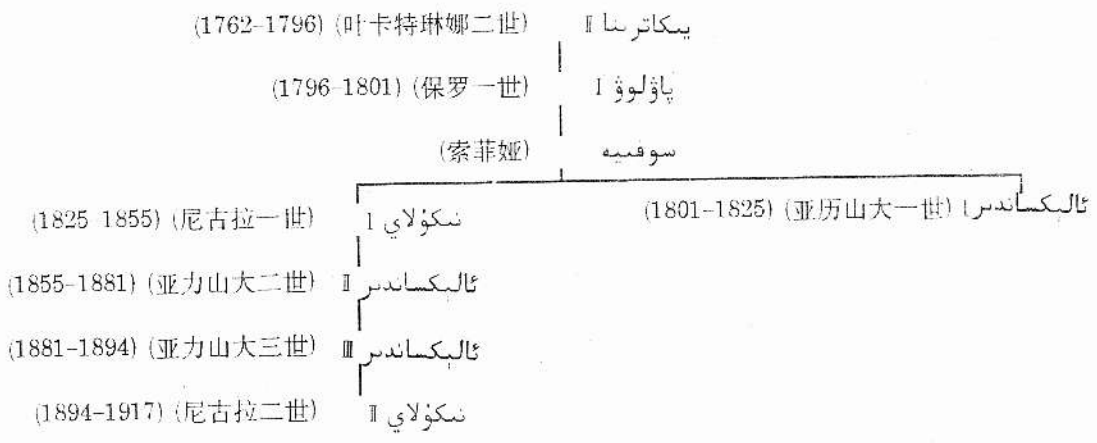 يېكاتىرىنا Ⅱ (叶卡特琳娜二世) (1762-1796)
پاۋلوۋ Ⅰ (保罗一世) (1796-1801)
سوفىيە (索菲娅)
ئالېكساندىر Ⅰ (亚历山大一世) (1801-1825)
نىكولاي Ⅰ (尼古拉一世) (1825-1855)
ئالېكساندىر Ⅱ (亚力山大二世) (1855-1881)
ئالېكساندىر Ⅲ (亚力山大三世) (1881-1894)
نىكولاي Ⅱ (尼古拉二世) (1894-1917)